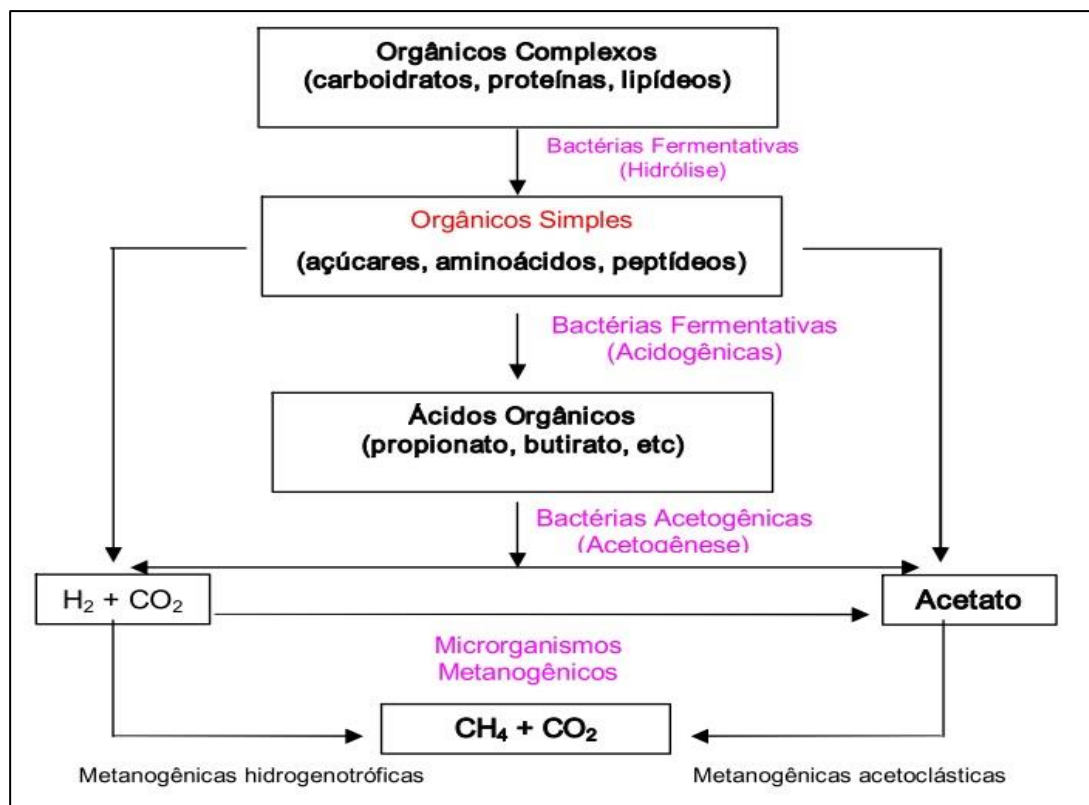 Orgânicos Complexos
(carboidratos, proteínas, lipídeos)
Bactérias Fermentativas
(Hidrólise)
Orgânicos Simples
(açúcares, aminoácidos, peptídeos)
Bactérias Fermentativas
(Acidogênicas)
Ácidos Orgânicos
(propionato, butirato, etc)
Bactérias Acetogênicas
(Acetogênese)
H₂ + CO₂
Acetato
Microrganismos
Metanogênicos
CH₄ + CO₂
Metanogênicas hidrogenotróficas
Metanogênicas acetoclásticas